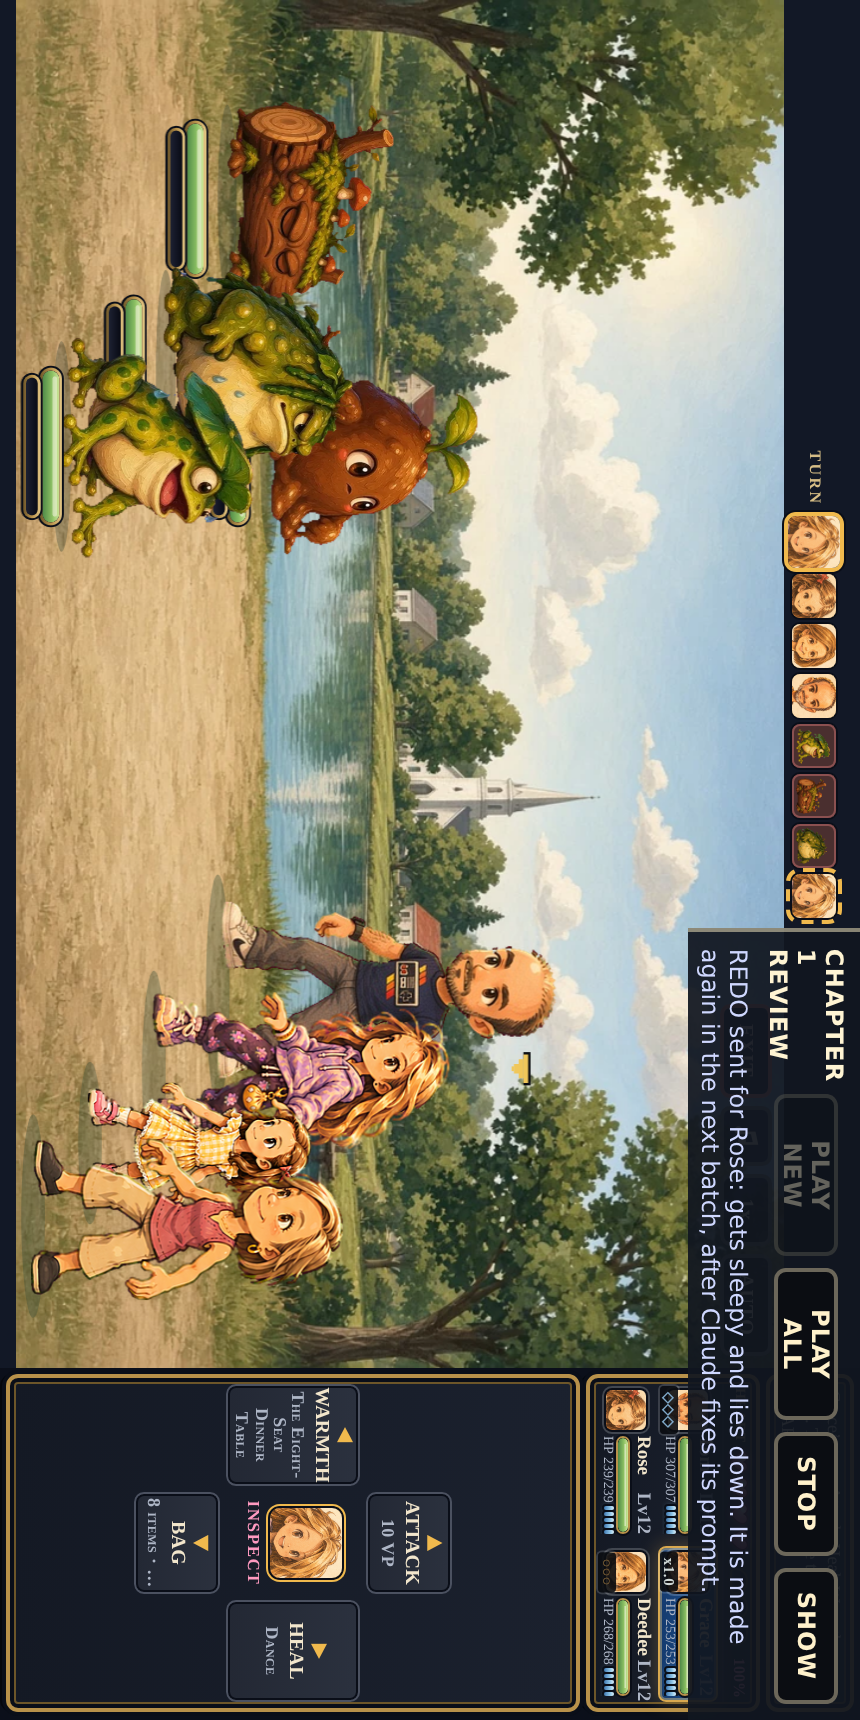 TURN
CHAPTER
1
REVIEW
PLAY
NEW
PLAY
ALL
STOP
SHOW
REDO sent for Rose: gets sleepy and lies down. It is made
again in the next batch, after Claude fixes its prompt.
HP 307/307
x1.0
HP 253/253
Rose Lv12
HP 239/239
Deedee Lv12
HP 268/268
ATTACK
10 VP
WARMTH
The Eight-
Seat
Dinner
Table
INSPECT
HEAL
Dance
BAG
8 items · ...